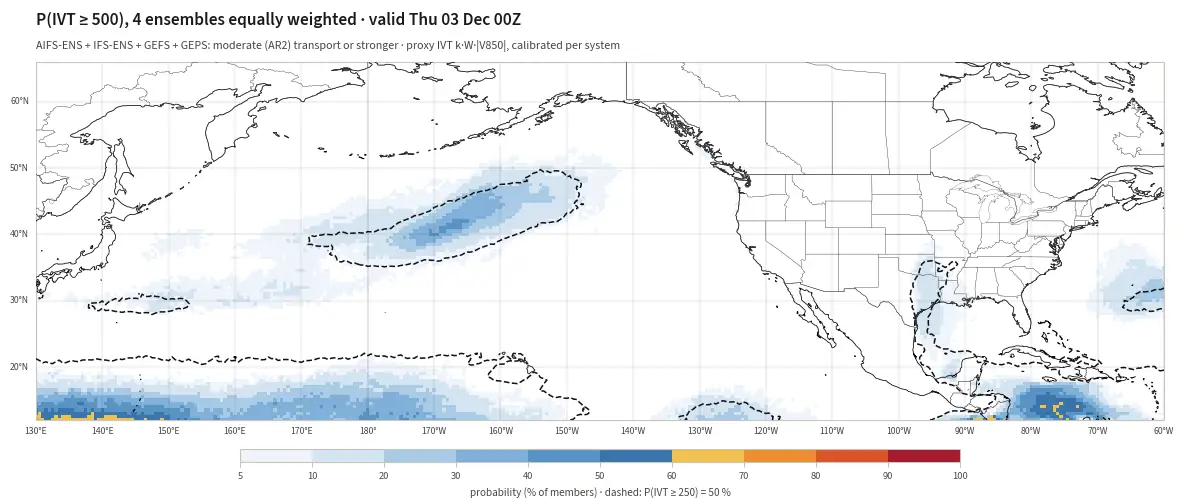 P(IVT ≥ 500), 4 ensembles equally weighted · valid Thu 03 Dec 00Z
AIFS-ENS + IFS-ENS + GEFS + GEPS: moderate (AR2) transport or stronger · proxy IVT k·W·|V850|, calibrated per system
60°N
50°N
40°N
30°N
20°N
130°E 140°E 150°E 160°E 180° 170°W 160°W 150°W 140°W 130°W 120°W 110°W 100°W 90°W 80°W 70°W 60°W
5 10 20 30 40 50 60 70 80 90 100
probability (% of members) · dashed: P(IVT ≥ 250) = 50 %